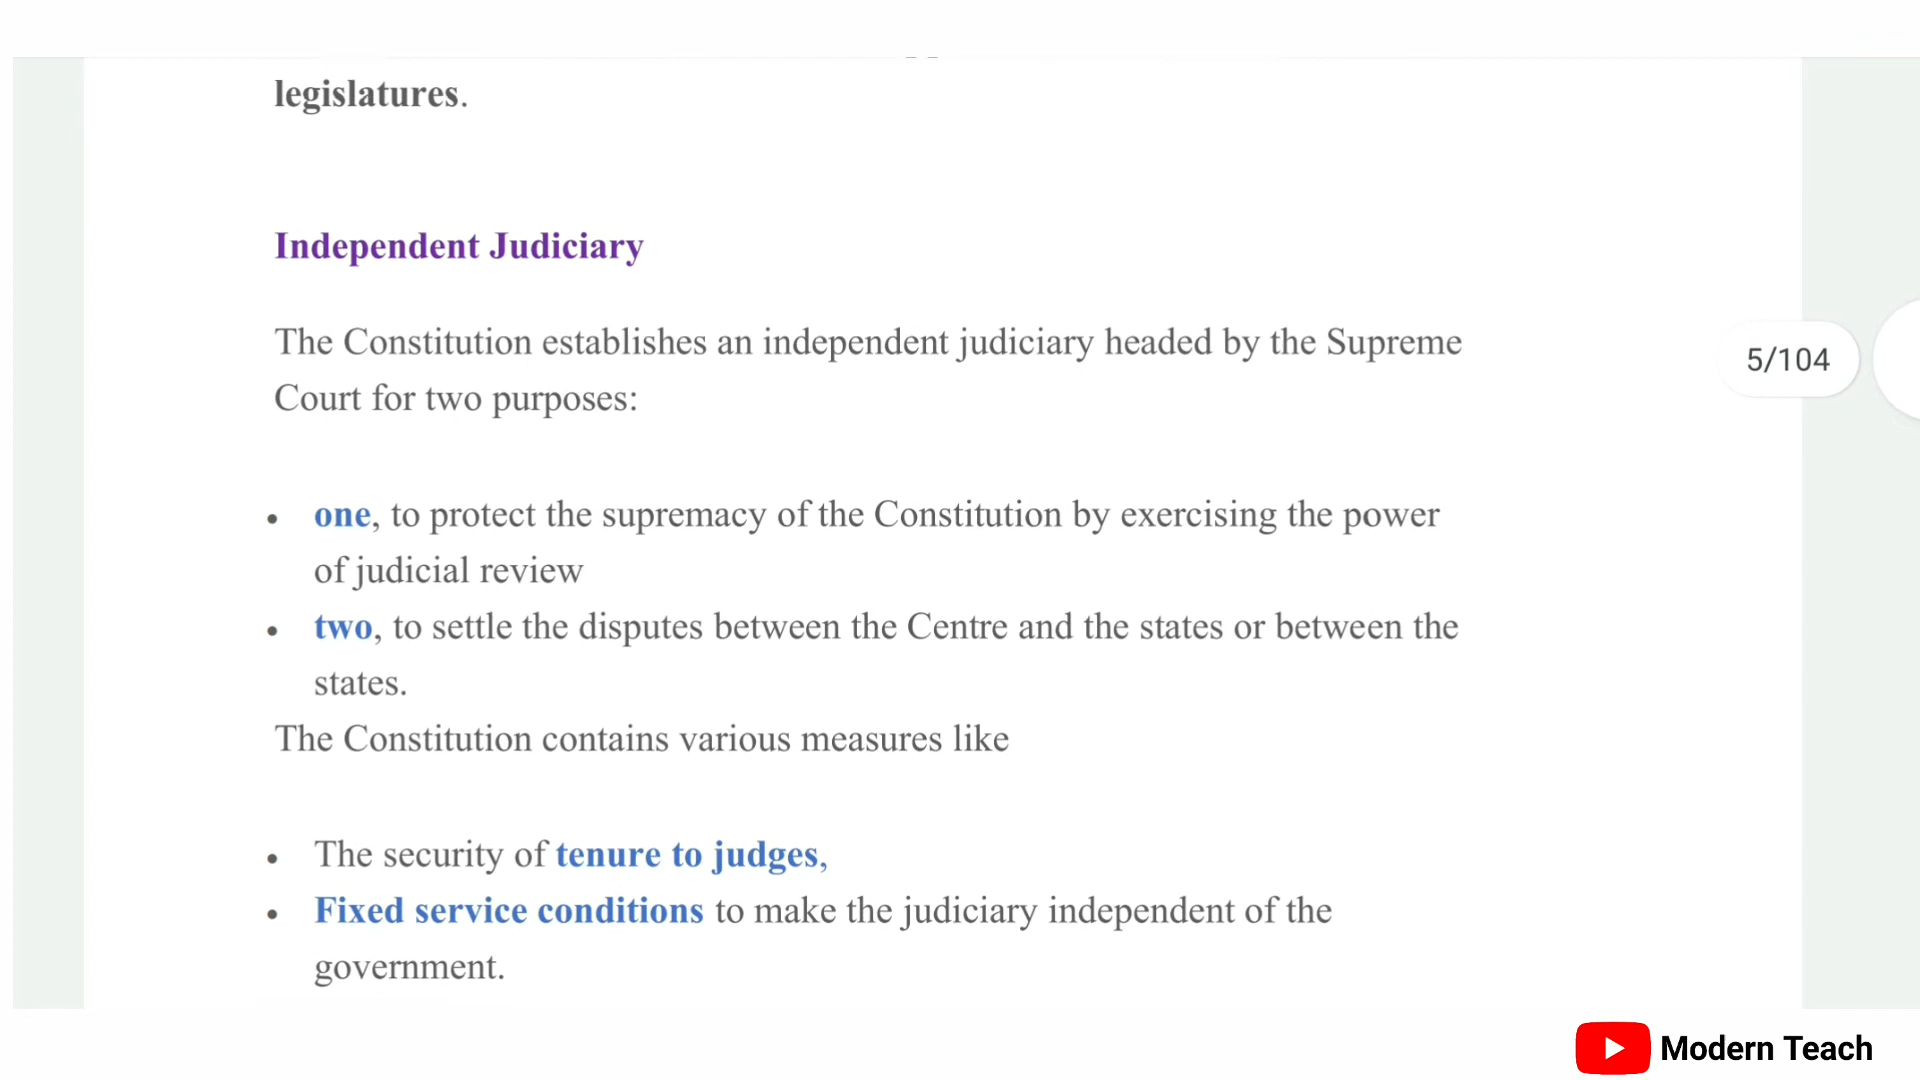 legislatures.
Independent Judiciary
The Constitution establishes an independent judiciary headed by the Supreme
Court for two purposes:
5/104
• one, to protect the supremacy of the Constitution by exercising the power
of judicial review
• two, to settle the disputes between the Centre and the states or between the
states.
The Constitution contains various measures like
• The security of tenure to judges,
• Fixed service conditions to make the judiciary independent of the
government.
Modern Teach